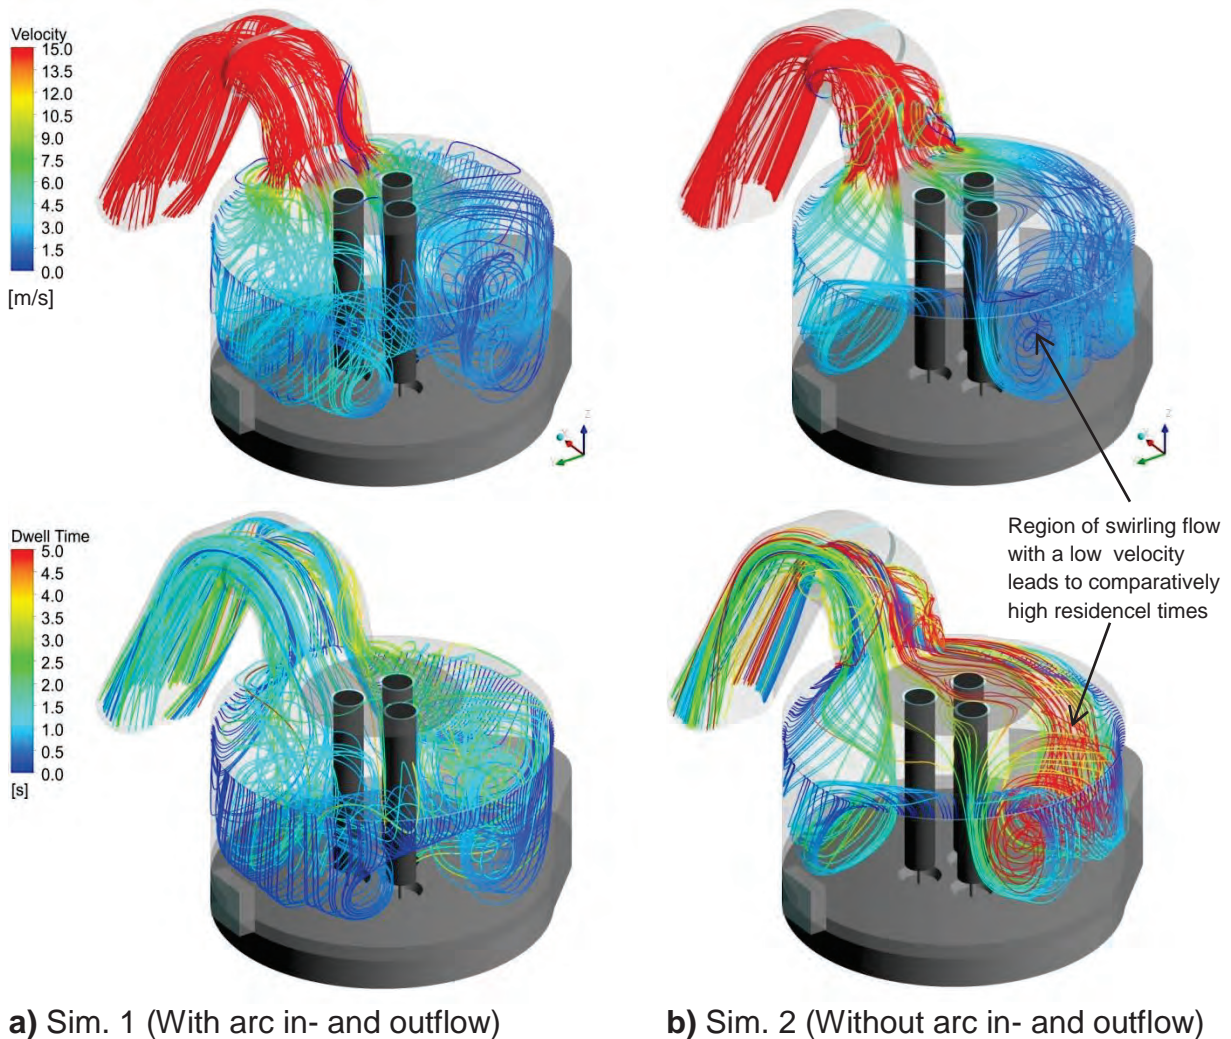 Velocity
15.0
13.5
12.0
10.5
9.0
7.5
6.0
4.5
3.0
1.5
0.0
[m/s]
Z
Z
Dwell Time
5.0
4.5
4.0
3.5
3.0
2.5
2.0
1.5
1.0
0.5
0.0
[s]
Region of swirling flow
with a low velocity
leads to comparatively
high residencel times
a) Sim. 1 (With arc in- and outflow)
b) Sim. 2 (Without arc in- and outflow)